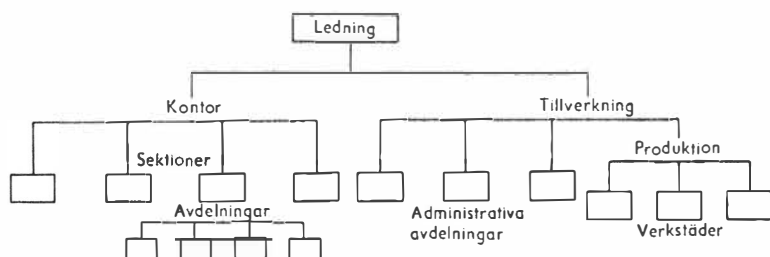 Ledning
Kontor
Tillverkning
Sektioner
Produktion
Avdelningar
Administrativa
avdelningar
Verkstäder